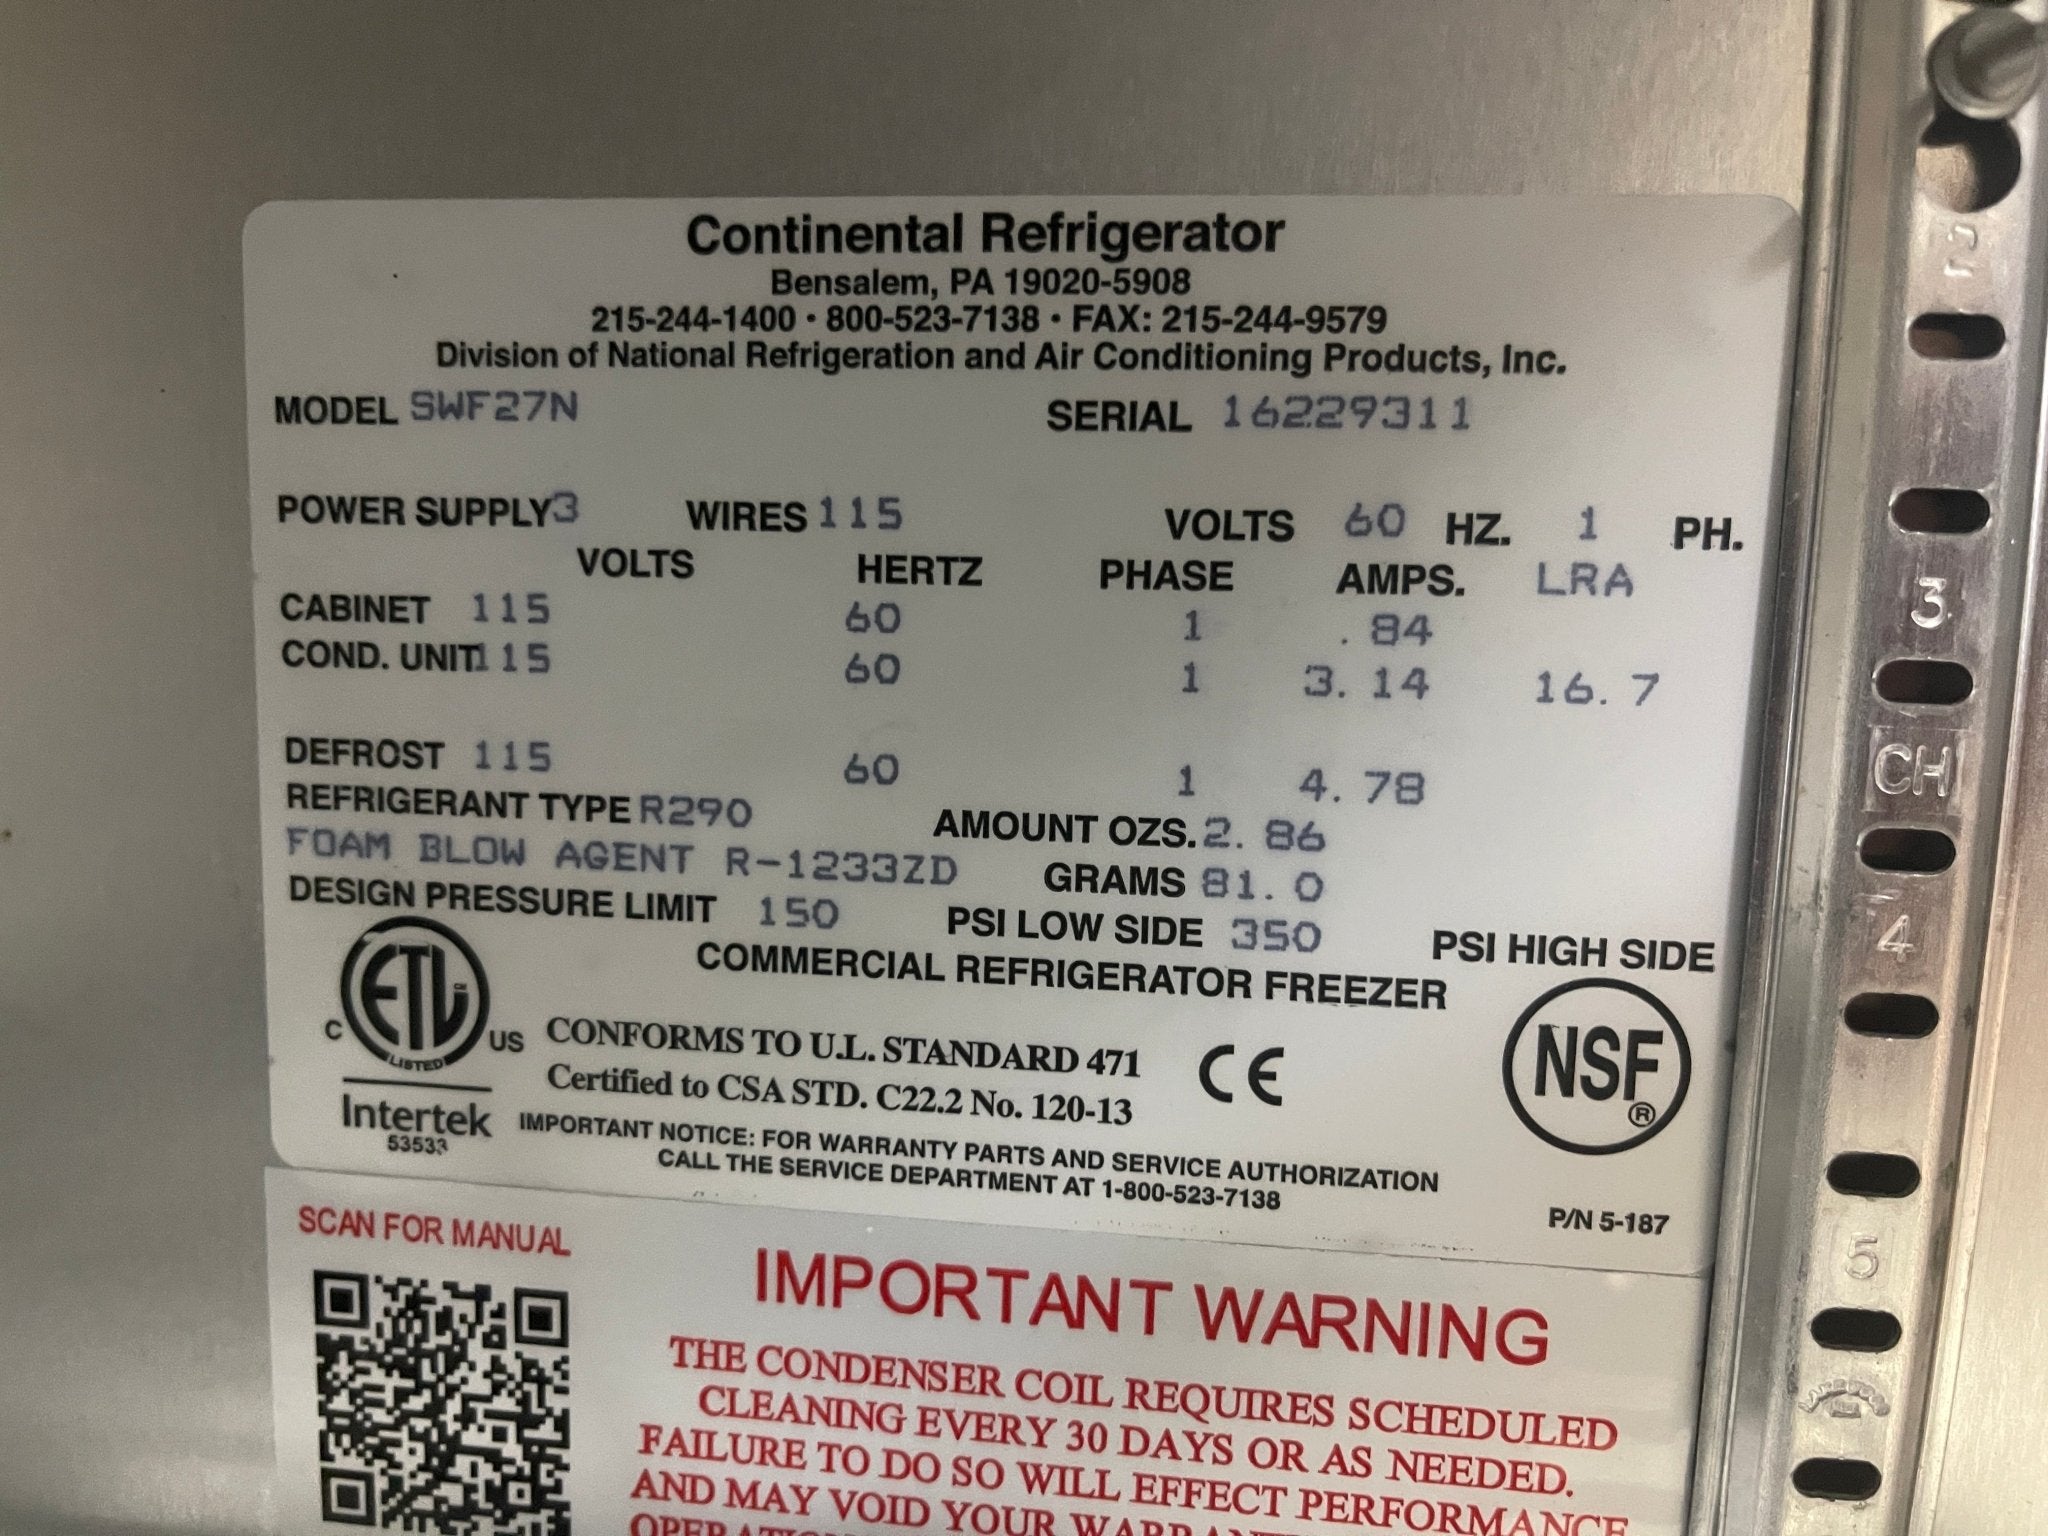 Continental Refrigerator
Bensalem, PA 19020-5908
215-244-1400 • 800-523-7138 • FAX: 215-244-9579
Division of National Refrigeration and Air Conditioning Products, Inc.
MODEL SWF27N SERIAL 16229311
POWER SUPPLY 3 WIRES 115 VOLTS 60 HZ. 1 PH.
VOLTS HERTZ PHASE AMPS. LRA
CABINET 115 60 1 .84
COND. UNIT 115 60 1 3.14 16.7
DEFROST 115 60 1 4.78
REFRIGERANT TYPE R290 AMOUNT OZS. 2.86
FOAM BLOW AGENT R-1233ZD GRAMS 81.0
DESIGN PRESSURE LIMIT 150 PSI LOW SIDE 350 PSI HIGH SIDE
COMMERCIAL REFRIGERATOR FREEZER
C ETL CM US
LISTED
Intertek
53533
CONFORMS TO U.L. STANDARD 471
Certified to CSA STD. C22.2 No. 120-13
CE
NSF®
IMPORTANT NOTICE: FOR WARRANTY PARTS AND SERVICE AUTHORIZATION
CALL THE SERVICE DEPARTMENT AT 1-800-523-7138
P/N 5-187
SCAN FOR MANUAL
IMPORTANT WARNING
THE CONDENSER COIL REQUIRES SCHEDULED
CLEANING EVERY 30 DAYS OR AS NEEDED.
FAILURE TO DO SO WILL EFFECT PERFORMANCE
AND MAY VOID YOUR WARRANTY
2
3
CH
4
5